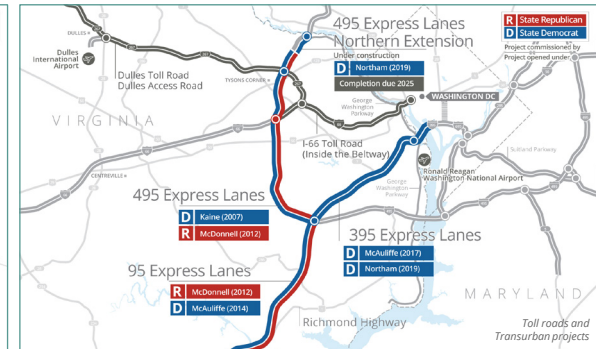 495 Express Lanes
Northern Extension
Under construction
D Northam (2019)
Completion due 2025
R State Republican
D State Democrat
Project commissioned by
Project opened under
DULLES
Dulles
International
Airport
Dulles Toll Road
Dulles Access Road
TYSONS CORNER
George
Washington
Parkway
WASHINGTON DC
VIRGINIA
I-66 Toll Road
(Inside the Beltway)
Suitland Parkway
CENTREVILLE
Ronald Reagan
Washington National Airport
George
Washington
Parkway
495 Express Lanes
D Kaine (2007)
R McDonnell (2012)
395 Express Lanes
D McAuliffe (2017)
D Northam (2019)
95 Express Lanes
R McDonnell (2012)
D McAuliffe (2014)
MARYLAND
Richmond Highway
Toll roads and
Transurban projects